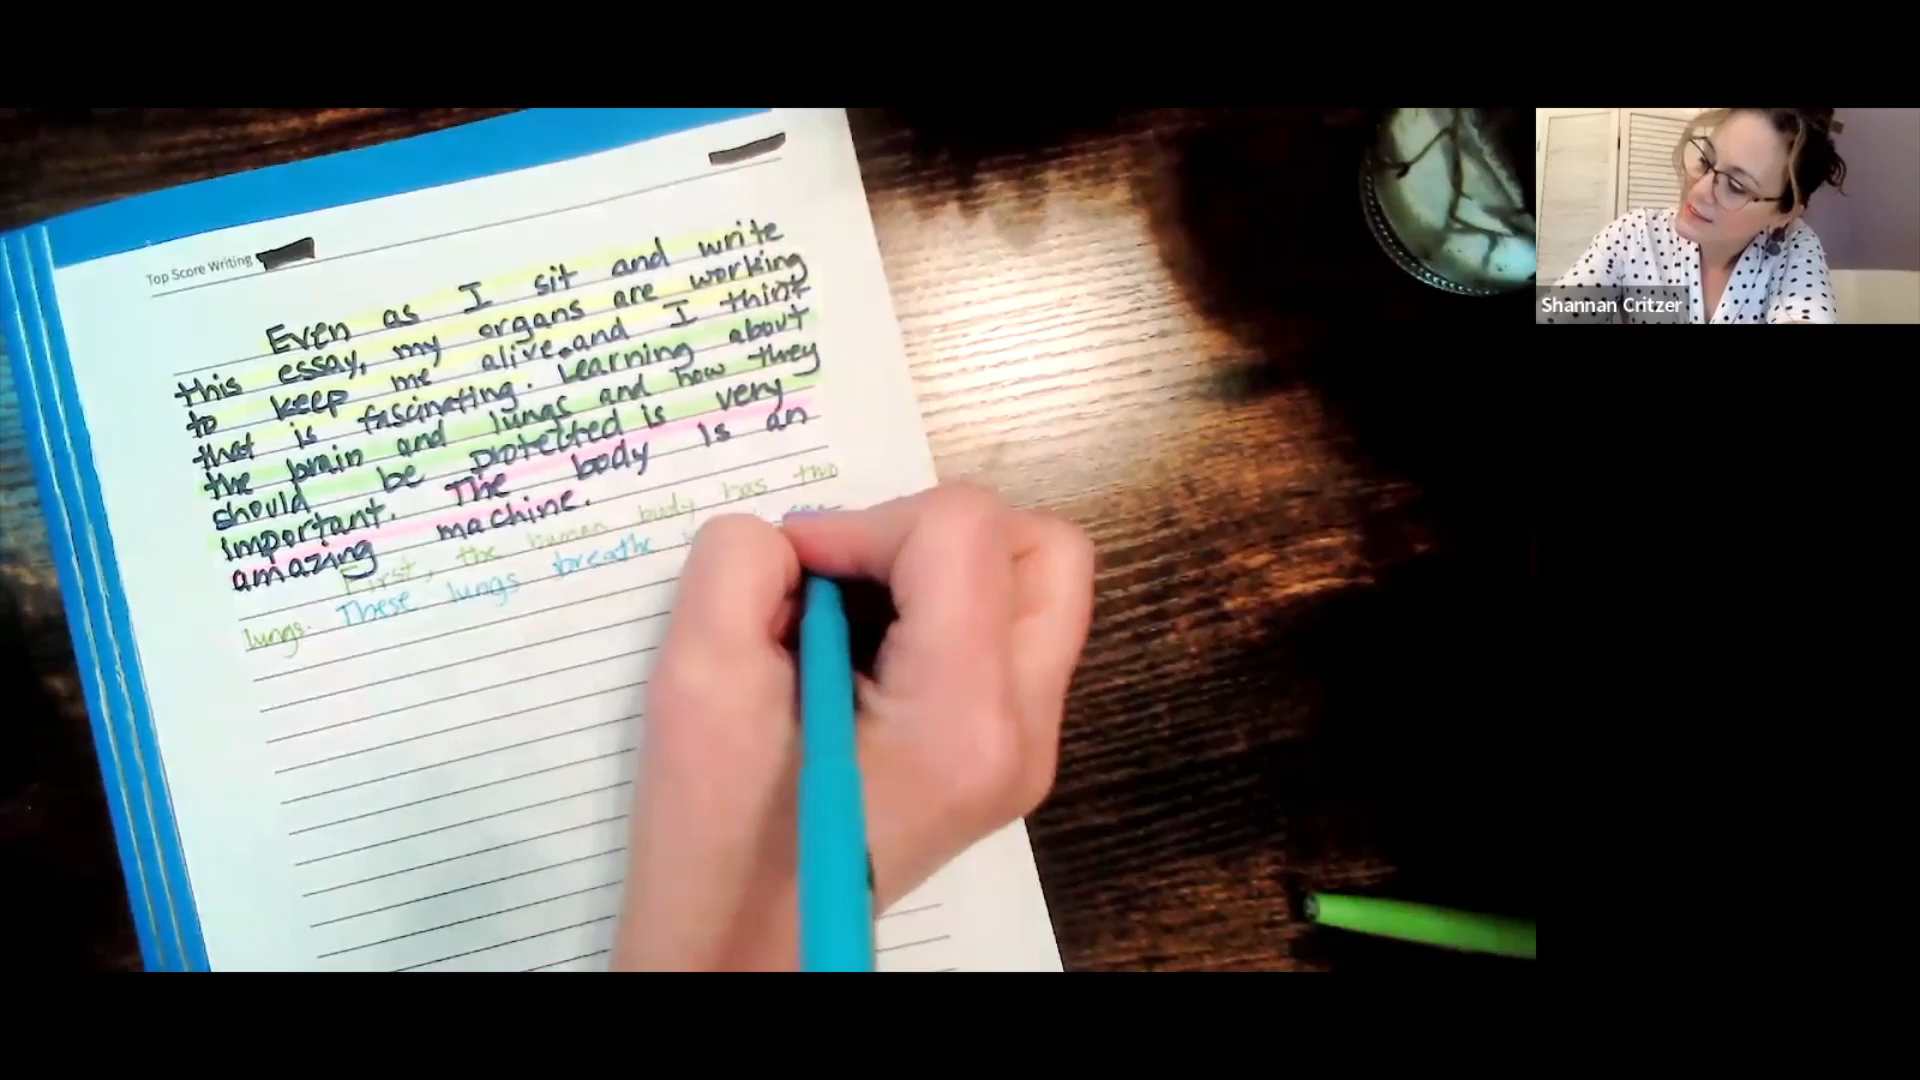 Top Score Writing
Even as I sit and write
this essay, my organs are working
to keep me alive and I think
that is fascinating. Learning about
the brain and lungs and how they
should be protected is very
important. The body is an
amazing machine.
First, the human body has two
lungs. These lungs breathe
Shannan Critzer